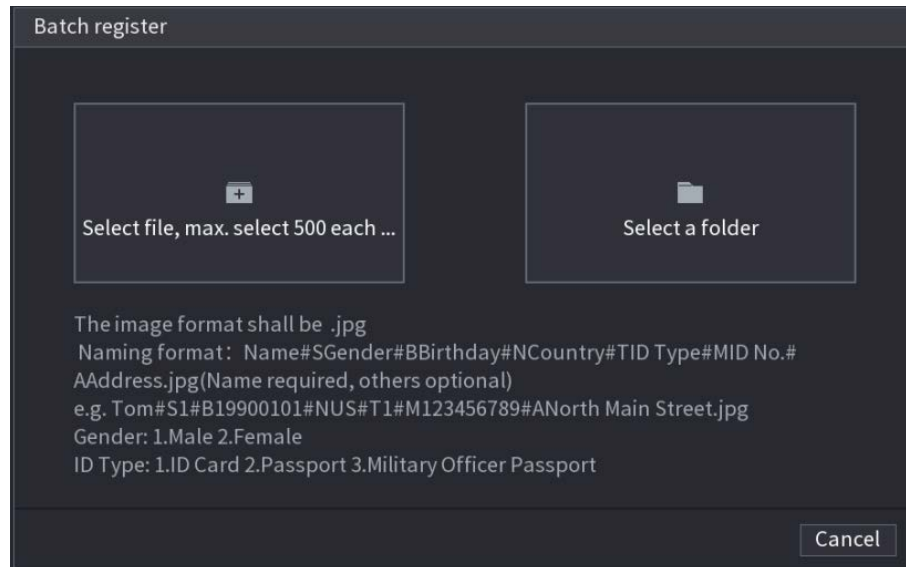 Batch register
Select file, max. select 500 each ...
Select a folder
The image format shall be .jpg
Naming format：Name#SGender#BBirthday#NCountry#TID Type#MID No.#
AAddress.jpg(Name required, others optional)
e.g. Tom#S1#B19900101#NUS#T1#M123456789#ANorth Main Street.jpg
Gender: 1.Male 2.Female
ID Type: 1.ID Card 2.Passport 3.Military Officer Passport
Cancel